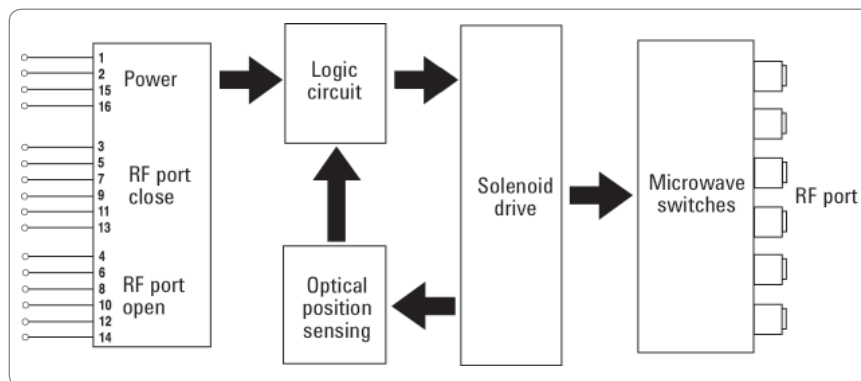 1
2
15
16
Power
3
5
7
9
11
13
RF port
close
4
6
8
10
12
14
RF port
open
Logic
circuit
Optical
position
sensing
Solenoid
drive
Microwave
switches
RF port